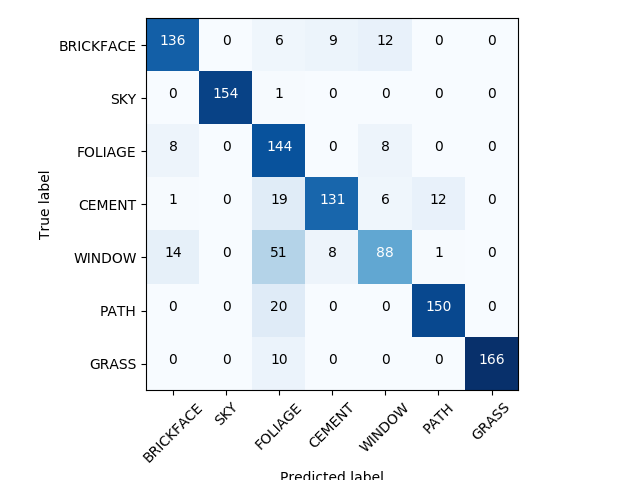 BRICKFACE 136 0 6 9 12 0 0
SKY 0 154 1 0 0 0 0
FOLIAGE 8 0 144 0 8 0 0
CEMENT 1 0 19 131 6 12 0
WINDOW 14 0 51 8 88 1 0
PATH 0 0 20 0 0 150 0
GRASS 0 0 10 0 0 0 166
True label
BRICKFACE SKY FOLIAGE CEMENT WINDOW PATH GRASS
Predicted label